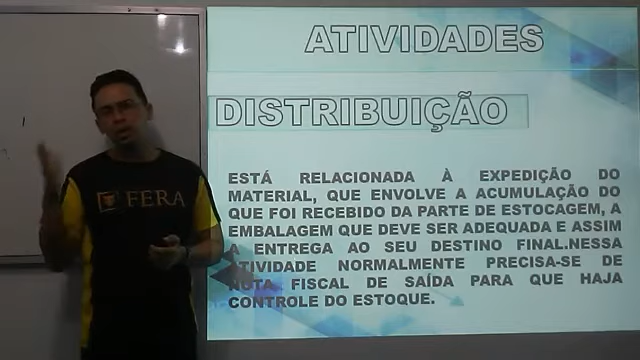 ATIVIDADES
DISTRIBUIÇÃO
FERA
ESTÁ RELACIONADA À EXPEDIÇÃO DO
MATERIAL, QUE ENVOLVE A ACUMULAÇÃO DO
QUE FOI RECEBIDO DA PARTE DE ESTOCAGEM, A
EMBALAGEM QUE DEVE SER ADEQUADA E ASSIM
A ENTREGA AO SEU DESTINO FINAL.NESSA
ATIVIDADE NORMALMENTE PRECISA-SE DE
NOTA FISCAL DE SAÍDA PARA QUE HAJA
CONTROLE DO ESTOQUE.